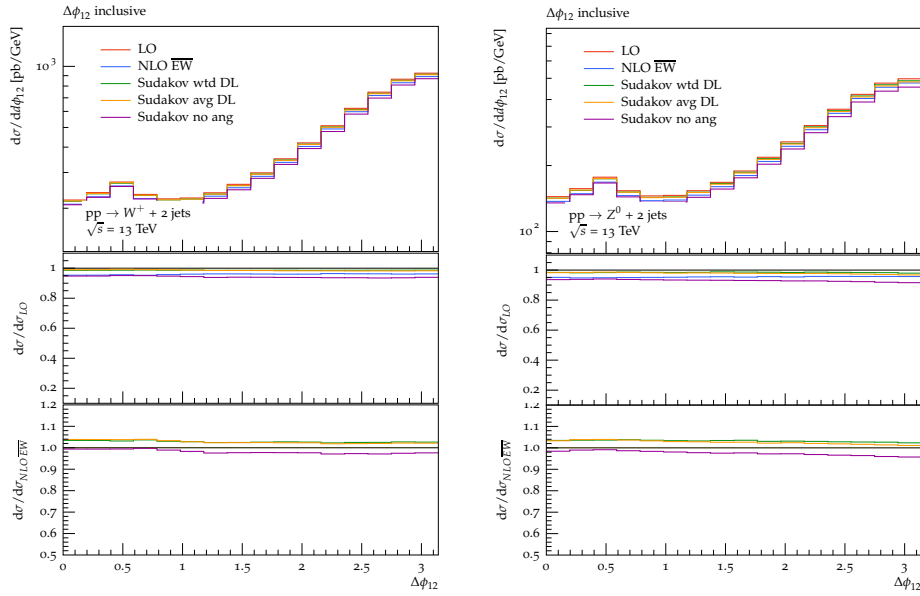 Δϕ12 inclusive
dσ/ddϕ12 [pb/GeV]
10^3
LO
NLO EW
Sudakov wtd DL
Sudakov avg DL
Sudakov no ang
pp → W+ + 2 jets
√s = 13 TeV
dσ/dσLO
1
0.8
0.6
0.4
0.2
dσ/dσNLO EW
1.2
1.1
1.0
0.9
0.8
0.7
0.6
0.5
0 0.5 1 1.5 2 2.5 3
Δϕ12
Δϕ12 inclusive
dσ/ddϕ12 [pb/GeV]
10^2
LO
NLO EW
Sudakov wtd DL
Sudakov avg DL
Sudakov no ang
pp → Z0 + 2 jets
√s = 13 TeV
dσ/dσLO
1
0.8
0.6
0.4
0.2
dσ/dσNLO EW
1.2
1.1
1.0
0.9
0.8
0.7
0.6
0.5
0 0.5 1 1.5 2 2.5 3
Δϕ12